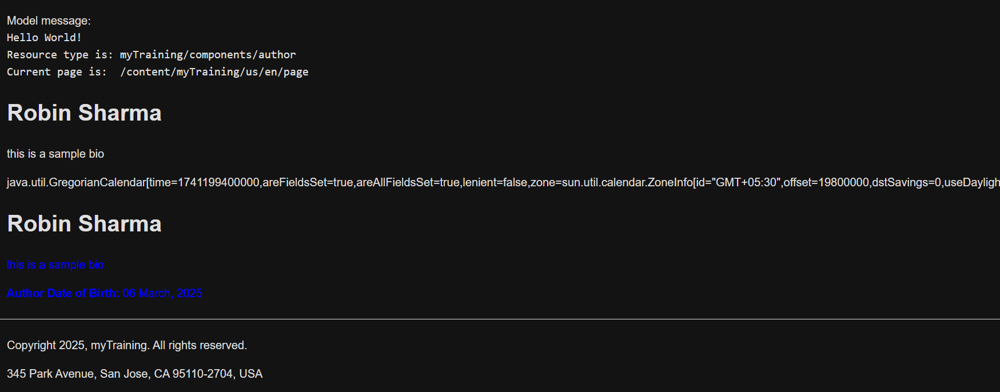 Model message:
Hello World!
Resource type is: myTraining/components/author
Current page is:  /content/myTraining/us/en/page
Robin Sharma
this is a sample bio
java.util.GregorianCalendar[time=1741199400000,areFieldsSet=true,areAllFieldsSet=true,lenient=false,zone=sun.util.calendar.ZoneInfo[id="GMT+05:30",offset=19800000,dstSavings=0,useDayligh
Robin Sharma
this is a sample bio
Author Date of Birth: 06 March, 2025
Copyright 2025, myTraining. All rights reserved.
345 Park Avenue, San Jose, CA 95110-2704, USA